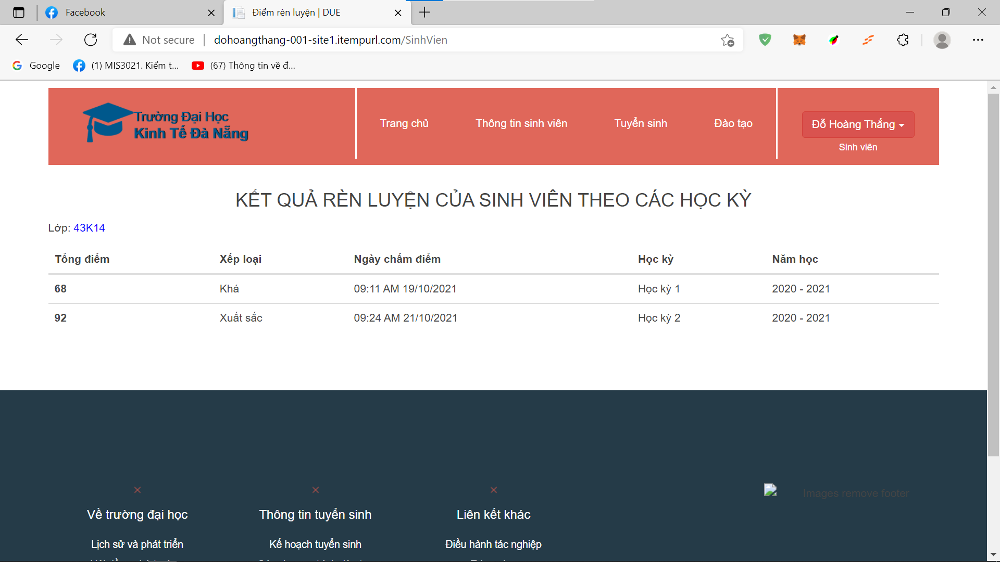 Facebook
Điểm rèn luyện | DUE
Not secure
dohoangthang-001-site1.itempurl.com/SinhVien
Google
(1) MIS3021. Kiểm t...
(67) Thông tin về đ...
Trường Đại Học
Kinh Tế Đà Nẵng
Trang chủ
Thông tin sinh viên
Tuyển sinh
Đào tạo
Đỗ Hoàng Thắng
Sinh viên
KẾT QUẢ RÈN LUYỆN CỦA SINH VIÊN THEO CÁC HỌC KỲ
Lớp: 43K14
Tổng điểm Xếp loại Ngày chấm điểm Học kỳ Năm học
68 Khá 09:11 AM 19/10/2021 Học kỳ 1 2020 - 2021
92 Xuất sắc 09:24 AM 21/10/2021 Học kỳ 2 2020 - 2021
Images remove footer
Về trường đại học
Thông tin tuyển sinh
Liên kết khác
Lịch sử và phát triển
Kế hoạch tuyển sinh
Điều hành tác nghiệp